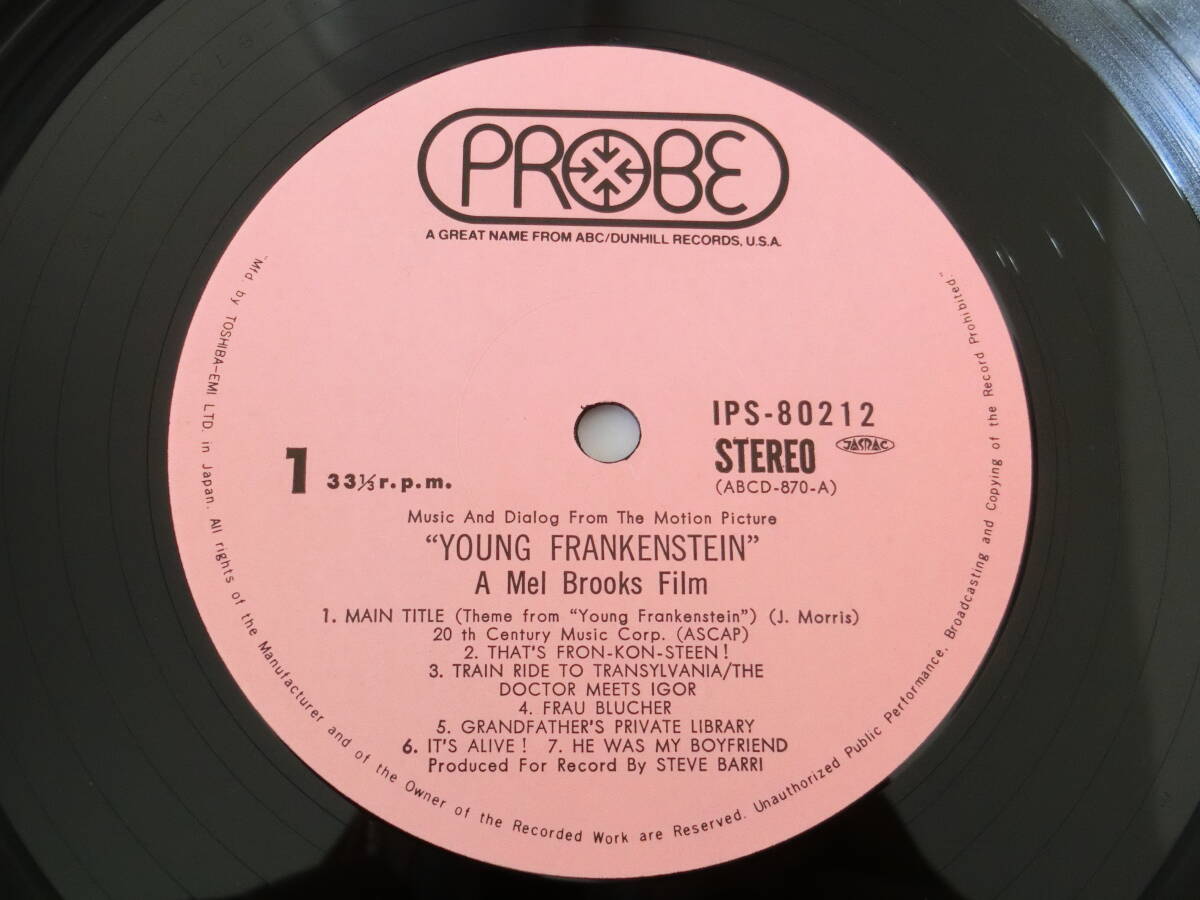 PROBE
A GREAT NAME FROM ABC/DUNHILL RECORDS, U.S.A.
IPS-80212
STEREO JASRAC
(ABCD-870-A)
1 33⅓ r.p.m.
Music And Dialog From The Motion Picture
“YOUNG FRANKENSTEIN”
A Mel Brooks Film
1. MAIN TITLE (Theme from “Young Frankenstein”) (J. Morris)
20 th Century Music Corp. (ASCAP)
2. THAT'S FRON-KON-STEEN!
3. TRAIN RIDE TO TRANSYLVANIA/THE
DOCTOR MEETS IGOR
4. FRAU BLUCHER
5. GRANDFATHER'S PRIVATE LIBRARY
6. IT'S ALIVE! 7. HE WAS MY BOYFRIEND
Produced For Record By STEVE BARRI
"Mfd. by TOSHIBA-EMI LTD. in Japan. All rights of the Manufacturer and of the Owner of the Recorded Work are Reserved. Unauthorized Public Performance, Broadcasting and Copying of the Record Prohibited."